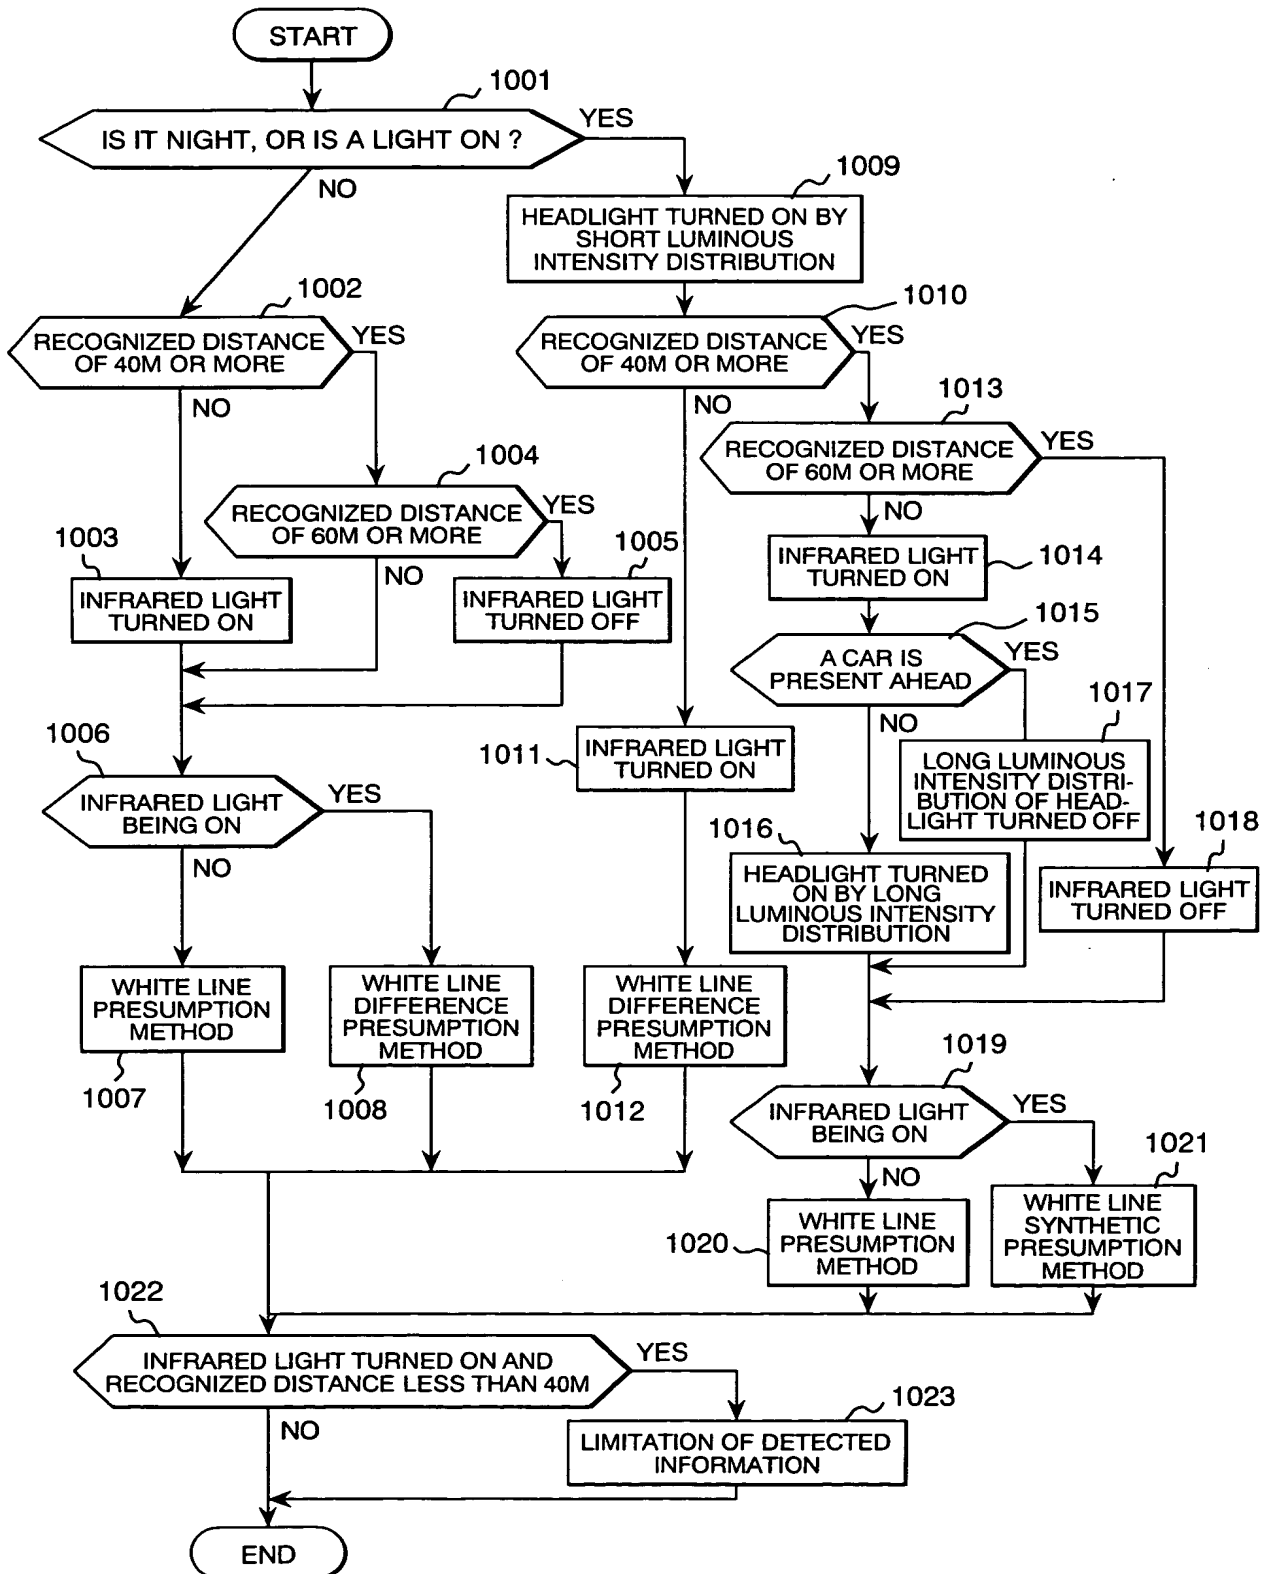 START
1001
IS IT NIGHT, OR IS A LIGHT ON ?
YES
NO
1009
HEADLIGHT TURNED ON BY
SHORT LUMINOUS
INTENSITY DISTRIBUTION
1002
RECOGNIZED DISTANCE
OF 40M OR MORE
YES
NO
1010
RECOGNIZED DISTANCE
OF 40M OR MORE
YES
NO
1013
RECOGNIZED DISTANCE
OF 60M OR MORE
YES
NO
1004
RECOGNIZED DISTANCE
OF 60M OR MORE
YES
NO
1003
INFRARED LIGHT
TURNED ON
1005
INFRARED LIGHT
TURNED OFF
INFRARED LIGHT
TURNED ON
1014
1015
A CAR IS
PRESENT AHEAD
YES
NO
1017
LONG LUMINOUS
INTENSITY DISTRI-
BUTION OF HEAD-
LIGHT TURNED OFF
1006
INFRARED LIGHT
BEING ON
YES
NO
1011
INFRARED LIGHT
TURNED ON
1016
HEADLIGHT TURNED
ON BY LONG
LUMINOUS INTENSITY
DISTRIBUTION
1018
INFRARED LIGHT
TURNED OFF
WHITE LINE
PRESUMPTION
METHOD
1007
WHITE LINE
DIFFERENCE
PRESUMPTION
METHOD
1008
WHITE LINE
DIFFERENCE
PRESUMPTION
METHOD
1012
1019
INFRARED LIGHT
BEING ON
YES
NO
1020
WHITE LINE
PRESUMPTION
METHOD
1021
WHITE LINE
SYNTHETIC
PRESUMPTION
METHOD
1022
INFRARED LIGHT TURNED ON AND
RECOGNIZED DISTANCE LESS THAN 40M
YES
NO
1023
LIMITATION OF DETECTED
INFORMATION
END